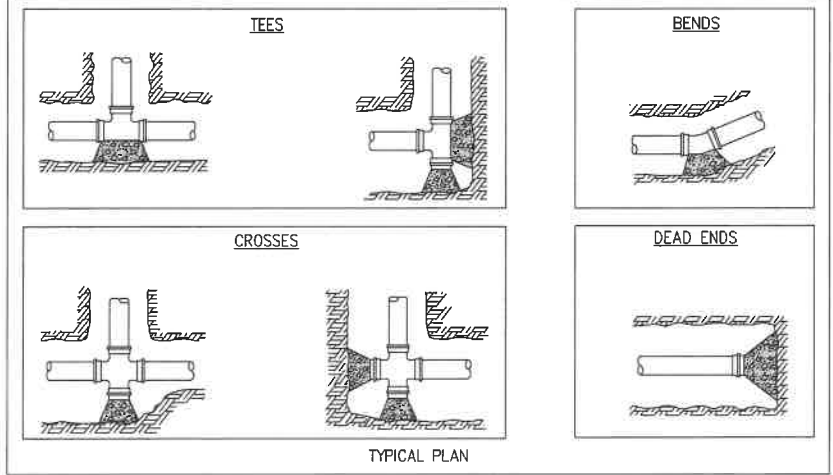 TEES
BENDS
CROSSES
DEAD ENDS
TYPICAL PLAN